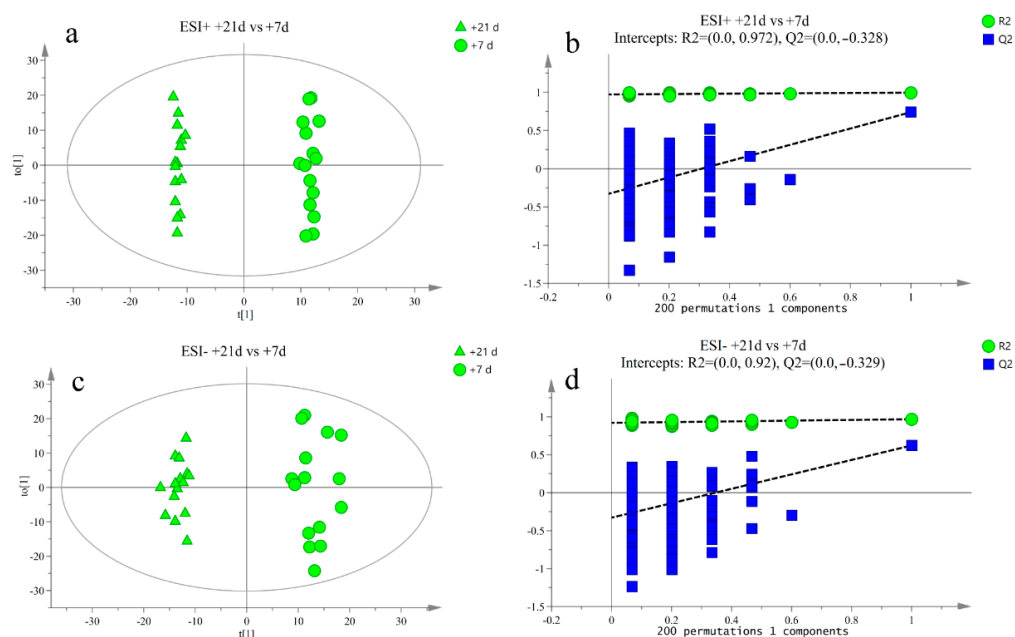 ESI+ +21d vs +7d
a
+21 d
+7 d
30
20
10
0
-10
-20
-30
to[1]
-30
-20
-10
0
10
20
30
t[1]
ESI+ +21d vs +7d
Intercepts: R2=(0.0, 0.972), Q2=(0.0, -0.328)
b
R2
Q2
1
0.5
0
-0.5
-1
-1.5
-0.2
0
0.2
0.4
0.6
0.8
1
200 permutations 1 components
ESI- +21d vs +7d
c
+21 d
+7 d
30
20
10
0
-10
-20
-30
to[1]
-30
-20
-10
0
10
20
30
t[1]
ESI- +21d vs +7d
Intercepts: R2=(0.0, 0.92), Q2=(0.0, -0.329)
d
R2
Q2
1
0.5
0
-0.5
-1
-1.5
-0.2
0
0.2
0.4
0.6
0.8
1
200 permutations 1 components